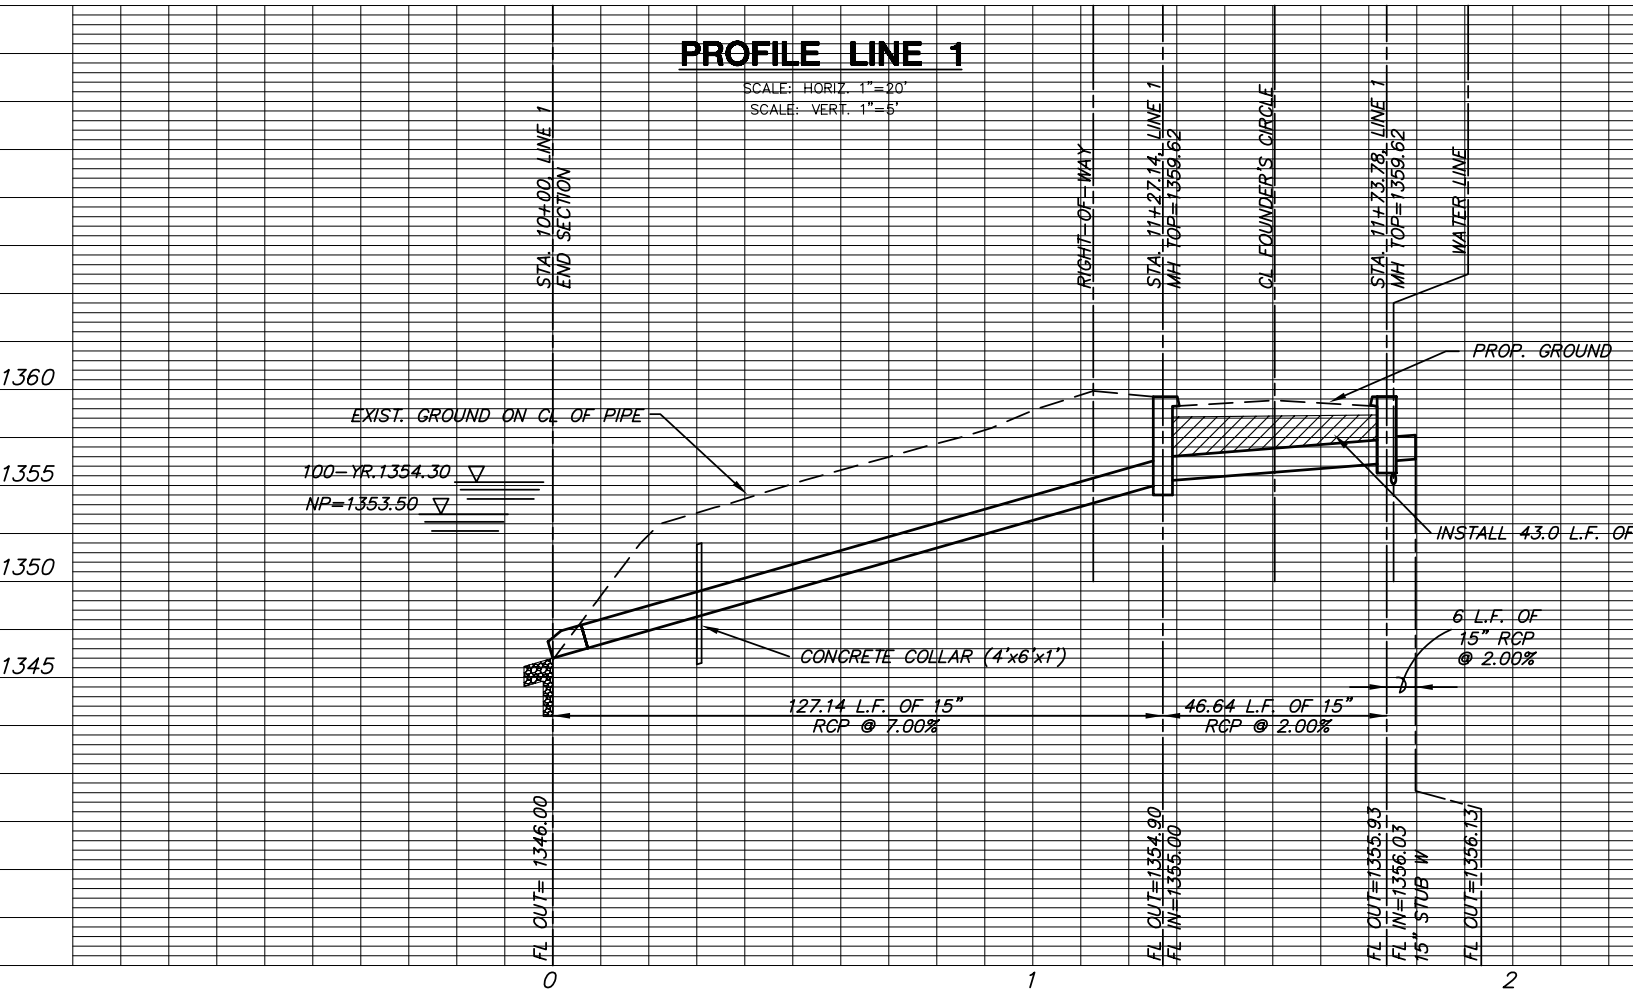 PROFILE LINE 1
SCALE: HORIZ. 1"=20'
SCALE: VERT. 1"=5'
STA. 10+00, LINE 1
END SECTION
RIGHT-OF-WAY
STA. 11+27.14, LINE 1
MH TOP=1359.62
CL FOUNDER'S CIRCLE
STA. 11+73.78, LINE 1
MH TOP=1359.62
WATER LINE
PROP. GROUND
1360
EXIST. GROUND ON CL OF PIPE
100-YR.1354.30
1355
NP=1353.50
INSTALL 43.0 L.F. OF
1350
6 L.F. OF
15" RCP
@ 2.00%
1345
CONCRETE COLLAR (4'x6'x1')
127.14 L.F. OF 15"
RCP @ 7.00%
46.64 L.F. OF 15"
RCP @ 2.00%
FL OUT= 1346.00
FL OUT=1354.90
FL IN=1355.00
FL OUT=1355.93
FL IN=1356.03
15" STUB W
FL OUT=1356.13
0
1
2